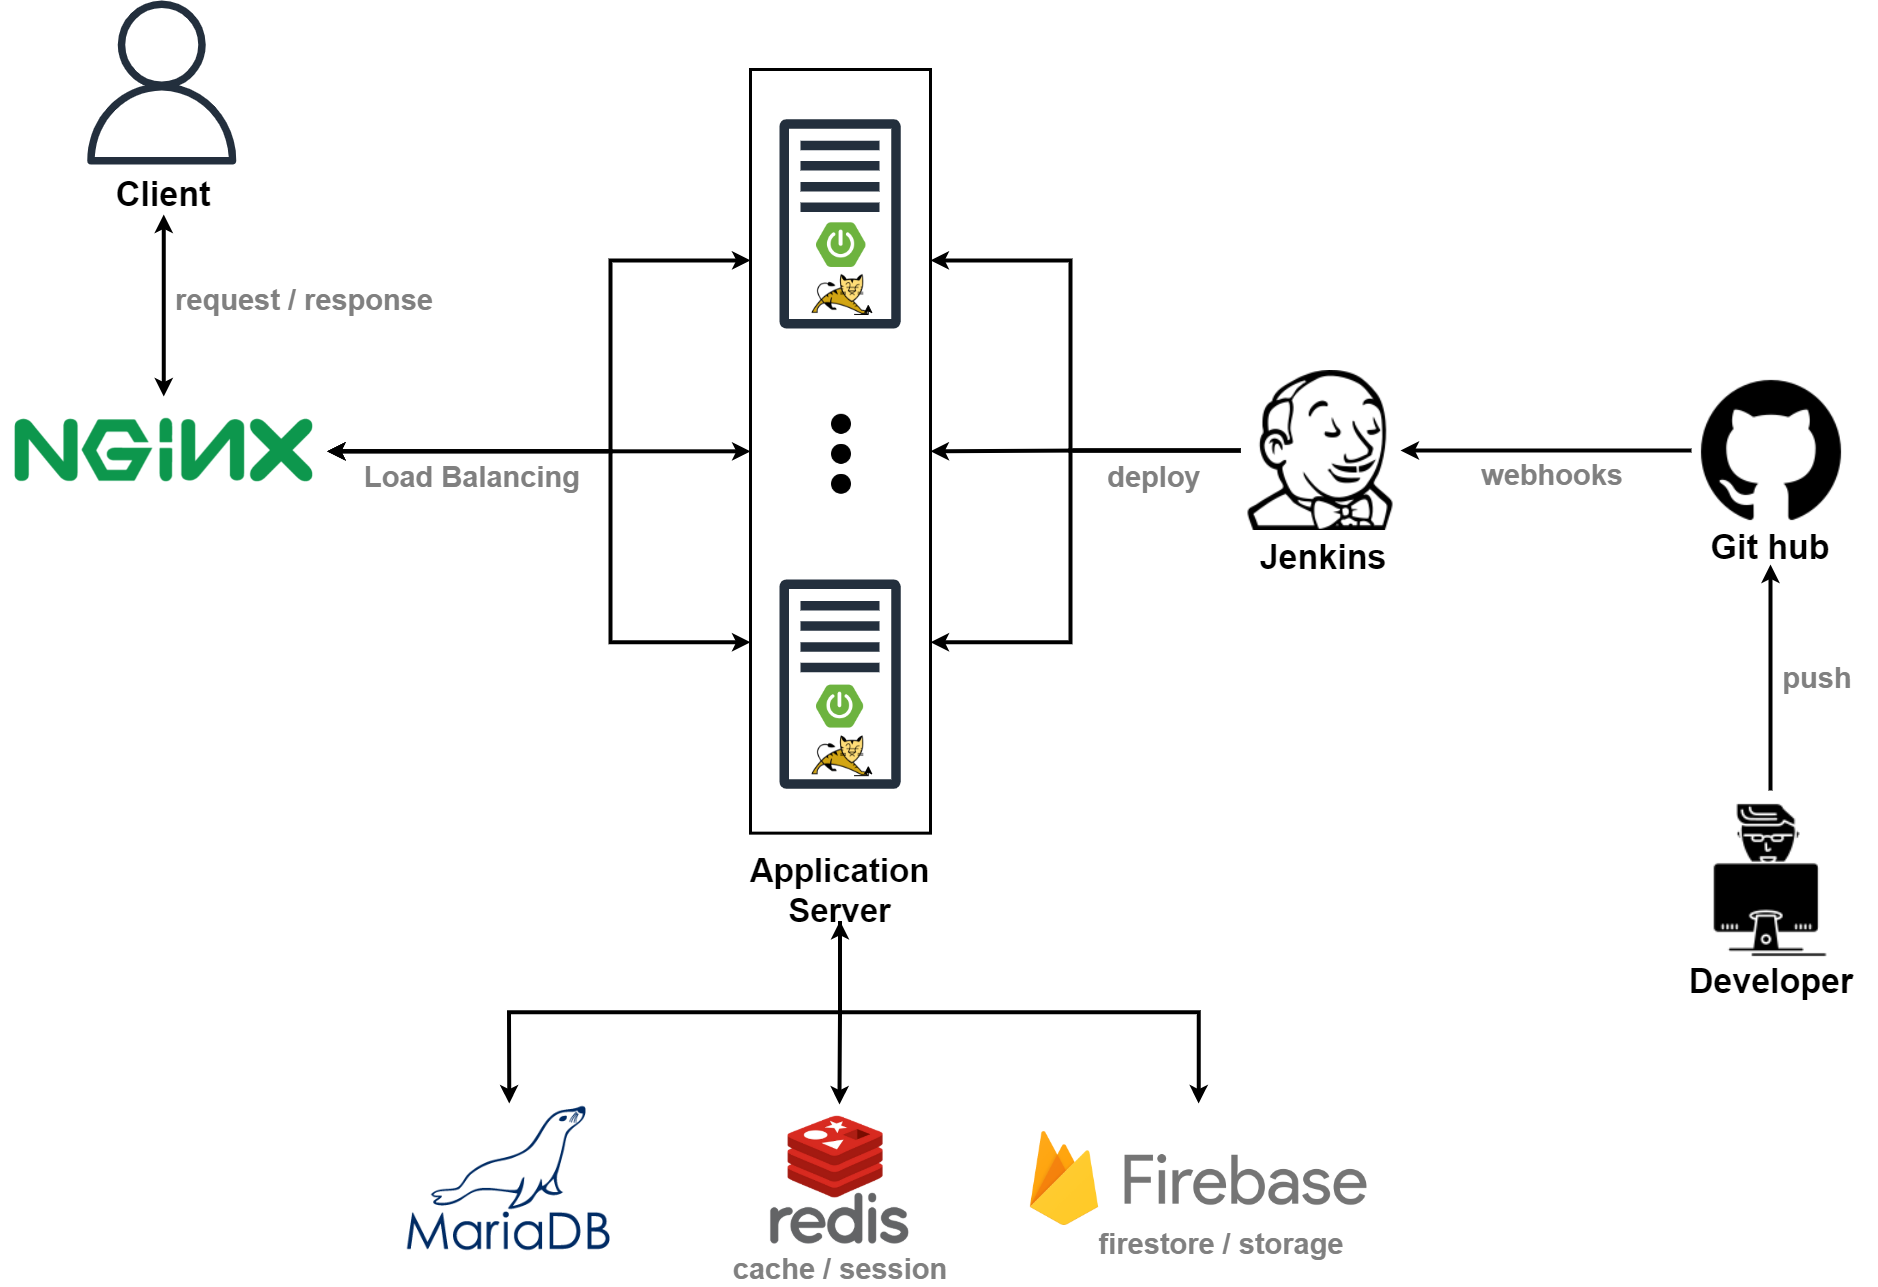 Client
request / response
NGINX
Load Balancing
deploy
webhooks
Jenkins
Git hub
push
Application
Server
Developer
MariaDB
redis
cache / session
Firebase
firestore / storage